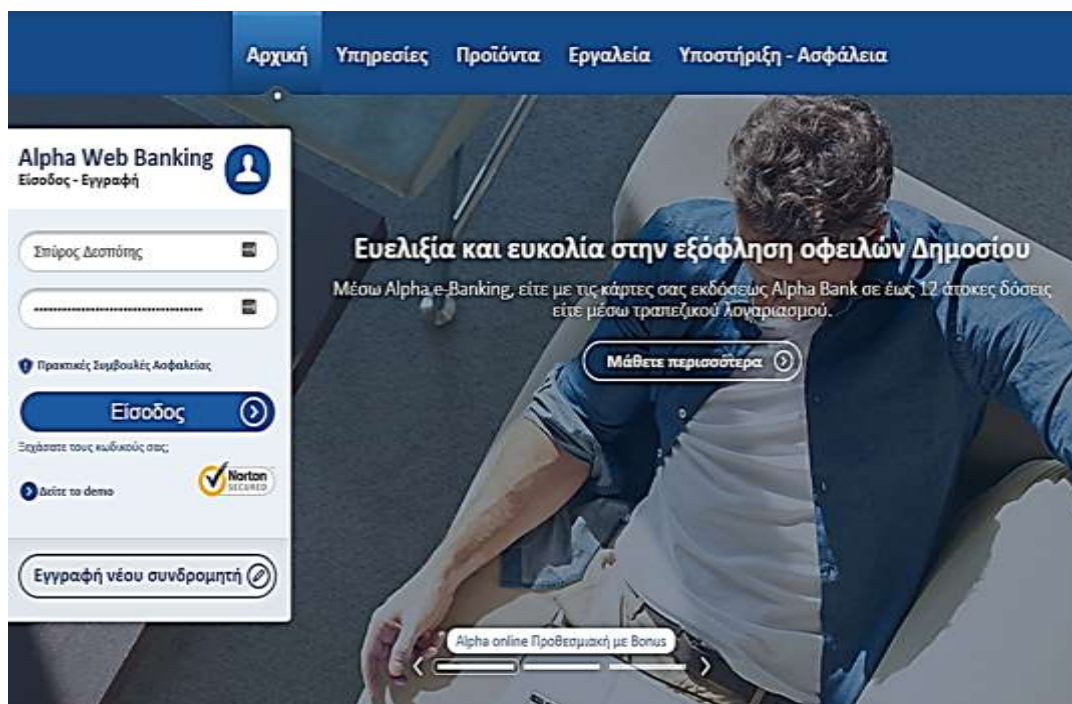 Αρχική Υπηρεσίες Προϊόντα Εργαλεία Υποστήριξη - Ασφάλεια
Alpha Web Banking
Είσοδος - Εγγραφή
Σπύρος Δεσπότης
Πρακτικές Συμβουλές Ασφαλείας
Είσοδος
Ξεχάσατε τους κωδικούς σας;
Δείτε το demo
Norton
SECURED
Εγγραφή νέου συνδρομητή
Ευελιξία και ευκολία στην εξόφληση οφειλών Δημοσίου
Μέσω Alpha e-Banking, είτε με τις κάρτες σας εκδόσεως Alpha Bank σε έως 12 άτοκες δόσεις
είτε μέσω τραπεζικού λογαριασμού.
Μάθετε περισσότερα
Alpha online Προθεσμιακή με Bonus